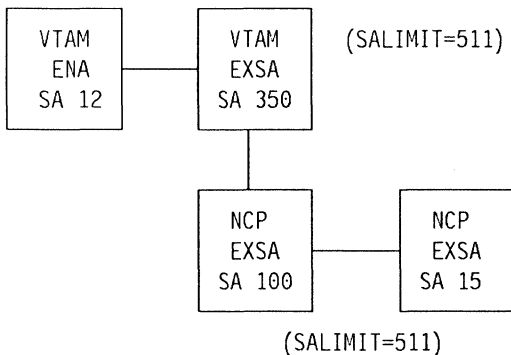 VTAM
ENA
SA 12
VTAM
EXSA
SA 350
(SALIMIT=511)
NCP
EXSA
SA 100
NCP
EXSA
SA 15
(SALIMIT=511)